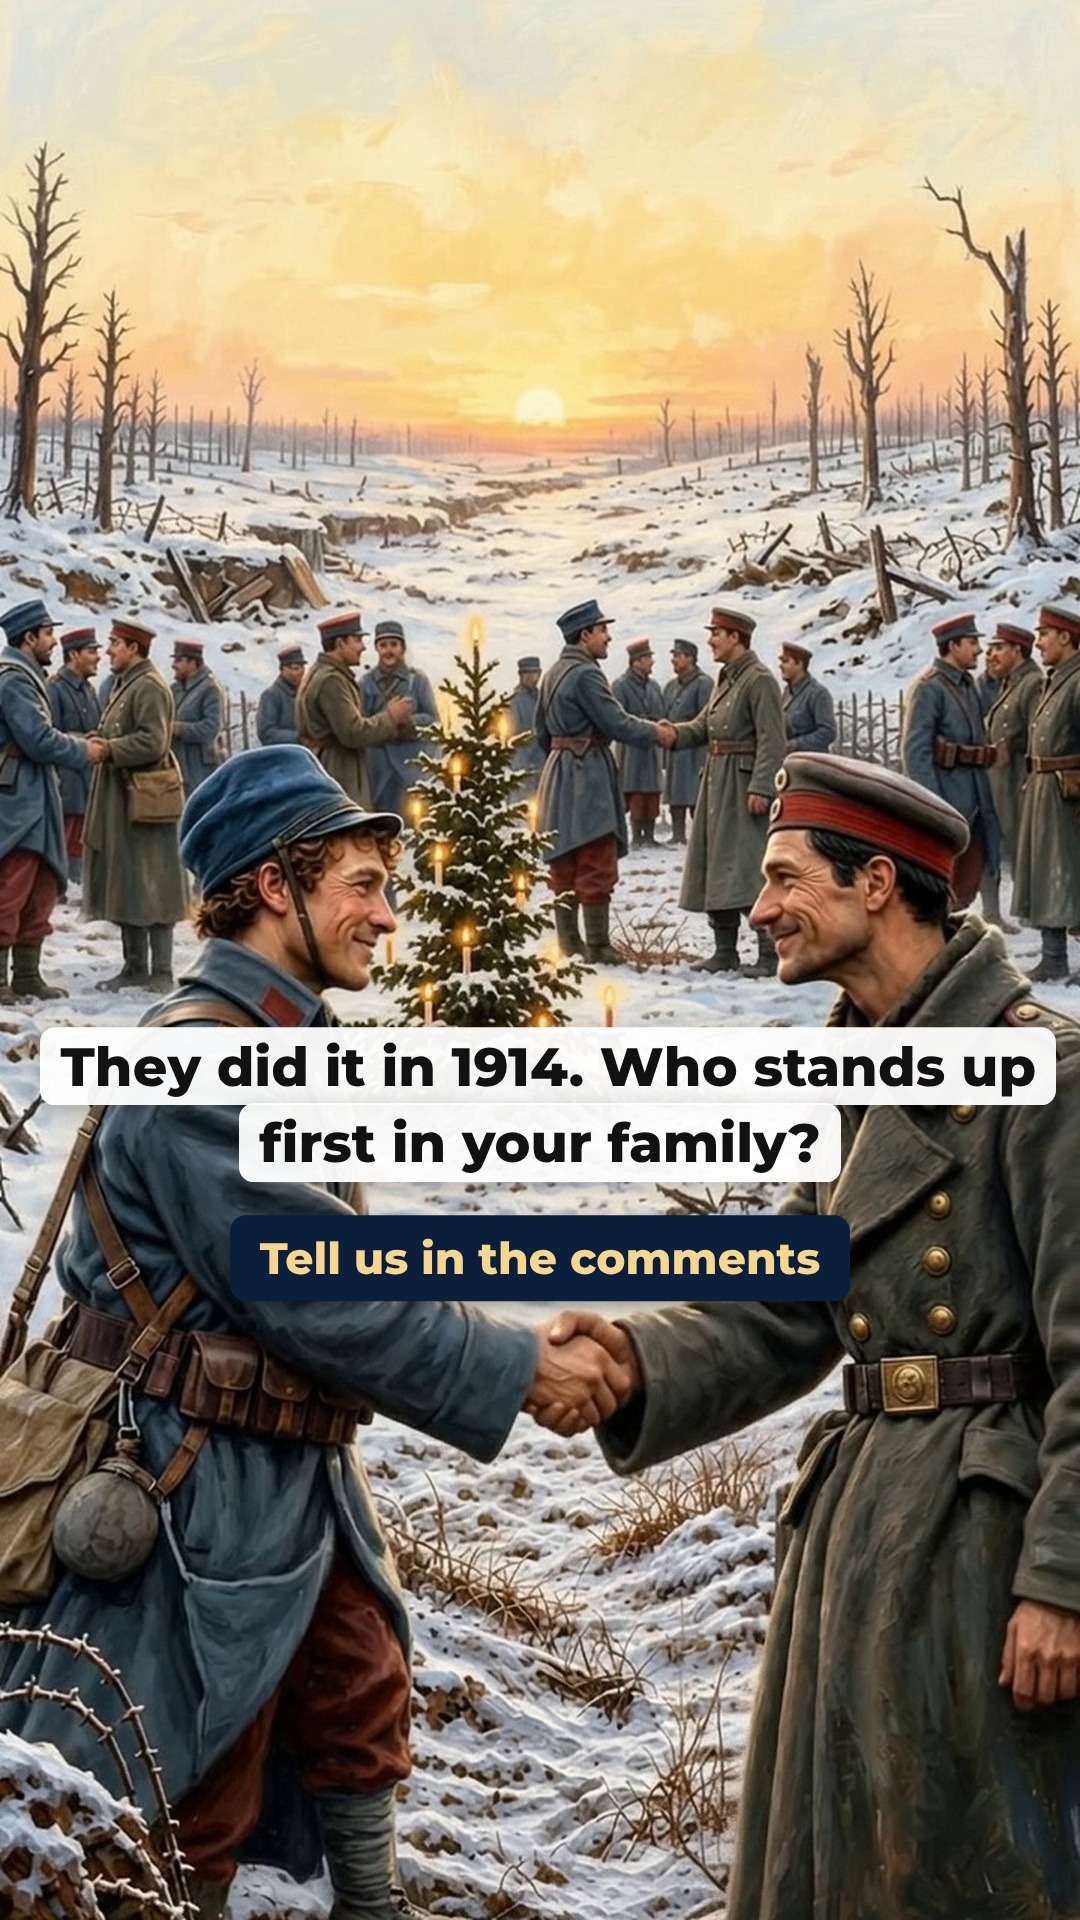 They did it in 1914. Who stands up
first in your family?
Tell us in the comments